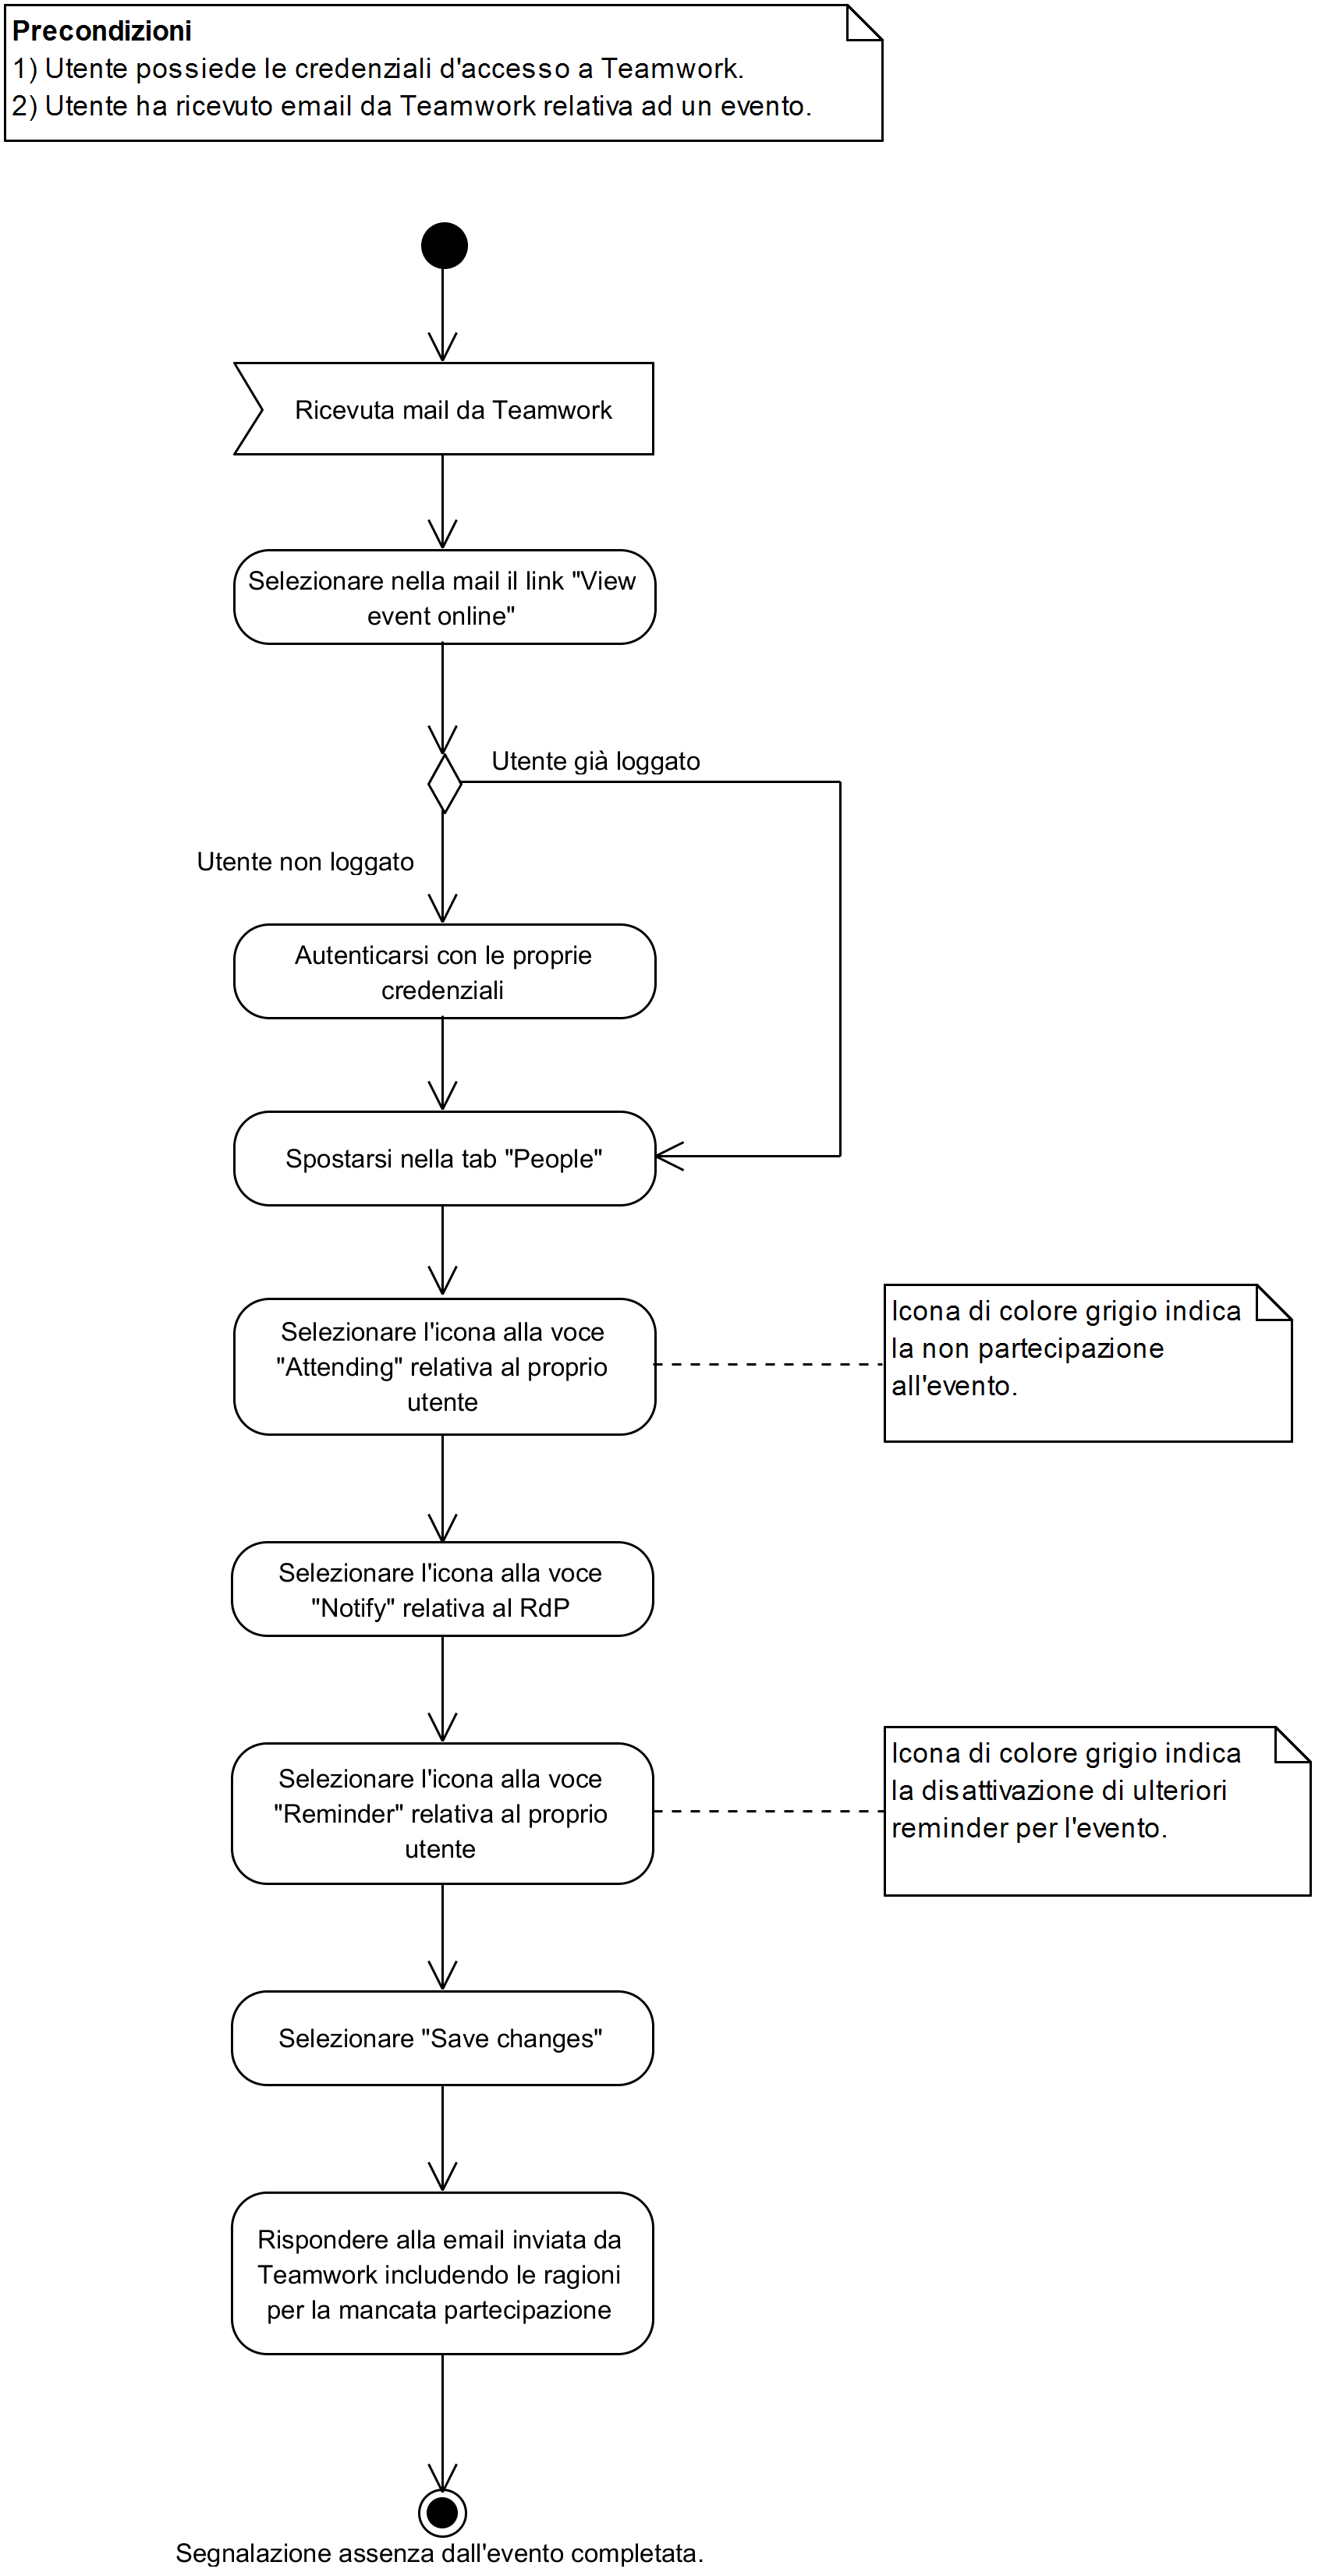 Precondizioni
1) Utente possiede le credenziali d'accesso a Teamwork.
2) Utente ha ricevuto email da Teamwork relativa ad un evento.
Ricevuta mail da Teamwork
Selezionare nella mail il link "View
event online"
Utente già loggato
Utente non loggato
Autenticarsi con le proprie
credenziali
Spostarsi nella tab "People"
Selezionare l'icona alla voce
"Attending" relativa al proprio
utente
Icona di colore grigio indica
la non partecipazione
all'evento.
Selezionare l'icona alla voce
"Notify" relativa al RdP
Selezionare l'icona alla voce
"Reminder" relativa al proprio
utente
Icona di colore grigio indica
la disattivazione di ulteriori
reminder per l'evento.
Selezionare "Save changes"
Rispondere alla email inviata da
Teamwork includendo le ragioni
per la mancata partecipazione
Segnalazione assenza dall'evento completata.